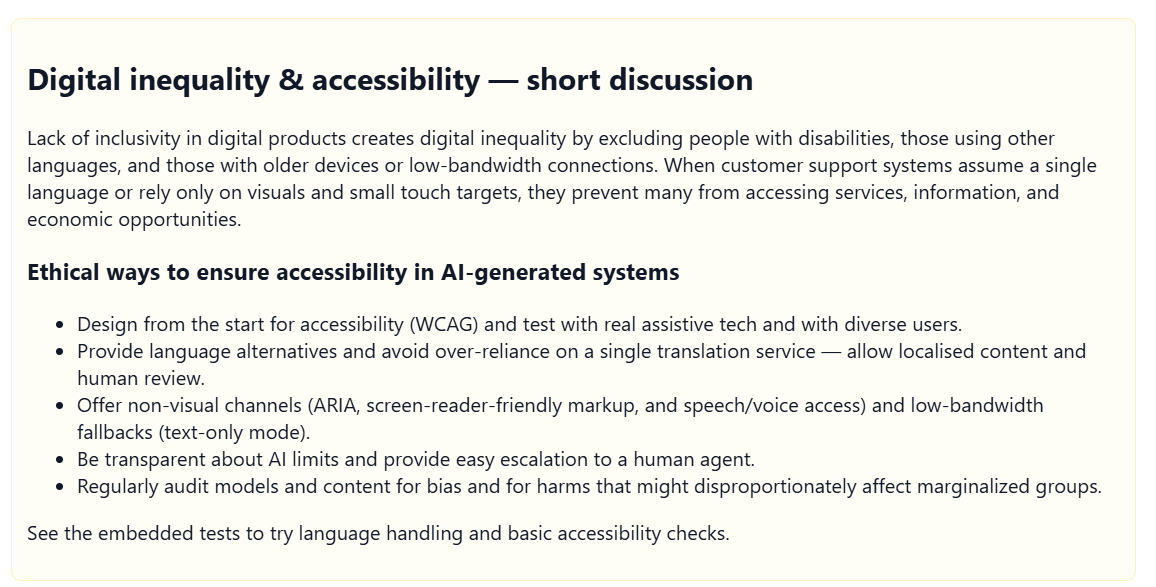 Digital inequality & accessibility — short discussion
Lack of inclusivity in digital products creates digital inequality by excluding people with disabilities, those using other
languages, and those with older devices or low-bandwidth connections. When customer support systems assume a single
language or rely only on visuals and small touch targets, they prevent many from accessing services, information, and
economic opportunities.
Ethical ways to ensure accessibility in AI-generated systems
• Design from the start for accessibility (WCAG) and test with real assistive tech and with diverse users.
• Provide language alternatives and avoid over-reliance on a single translation service — allow localised content and
human review.
• Offer non-visual channels (ARIA, screen-reader-friendly markup, and speech/voice access) and low-bandwidth
fallbacks (text-only mode).
• Be transparent about AI limits and provide easy escalation to a human agent.
• Regularly audit models and content for bias and for harms that might disproportionately affect marginalized groups.
See the embedded tests to try language handling and basic accessibility checks.